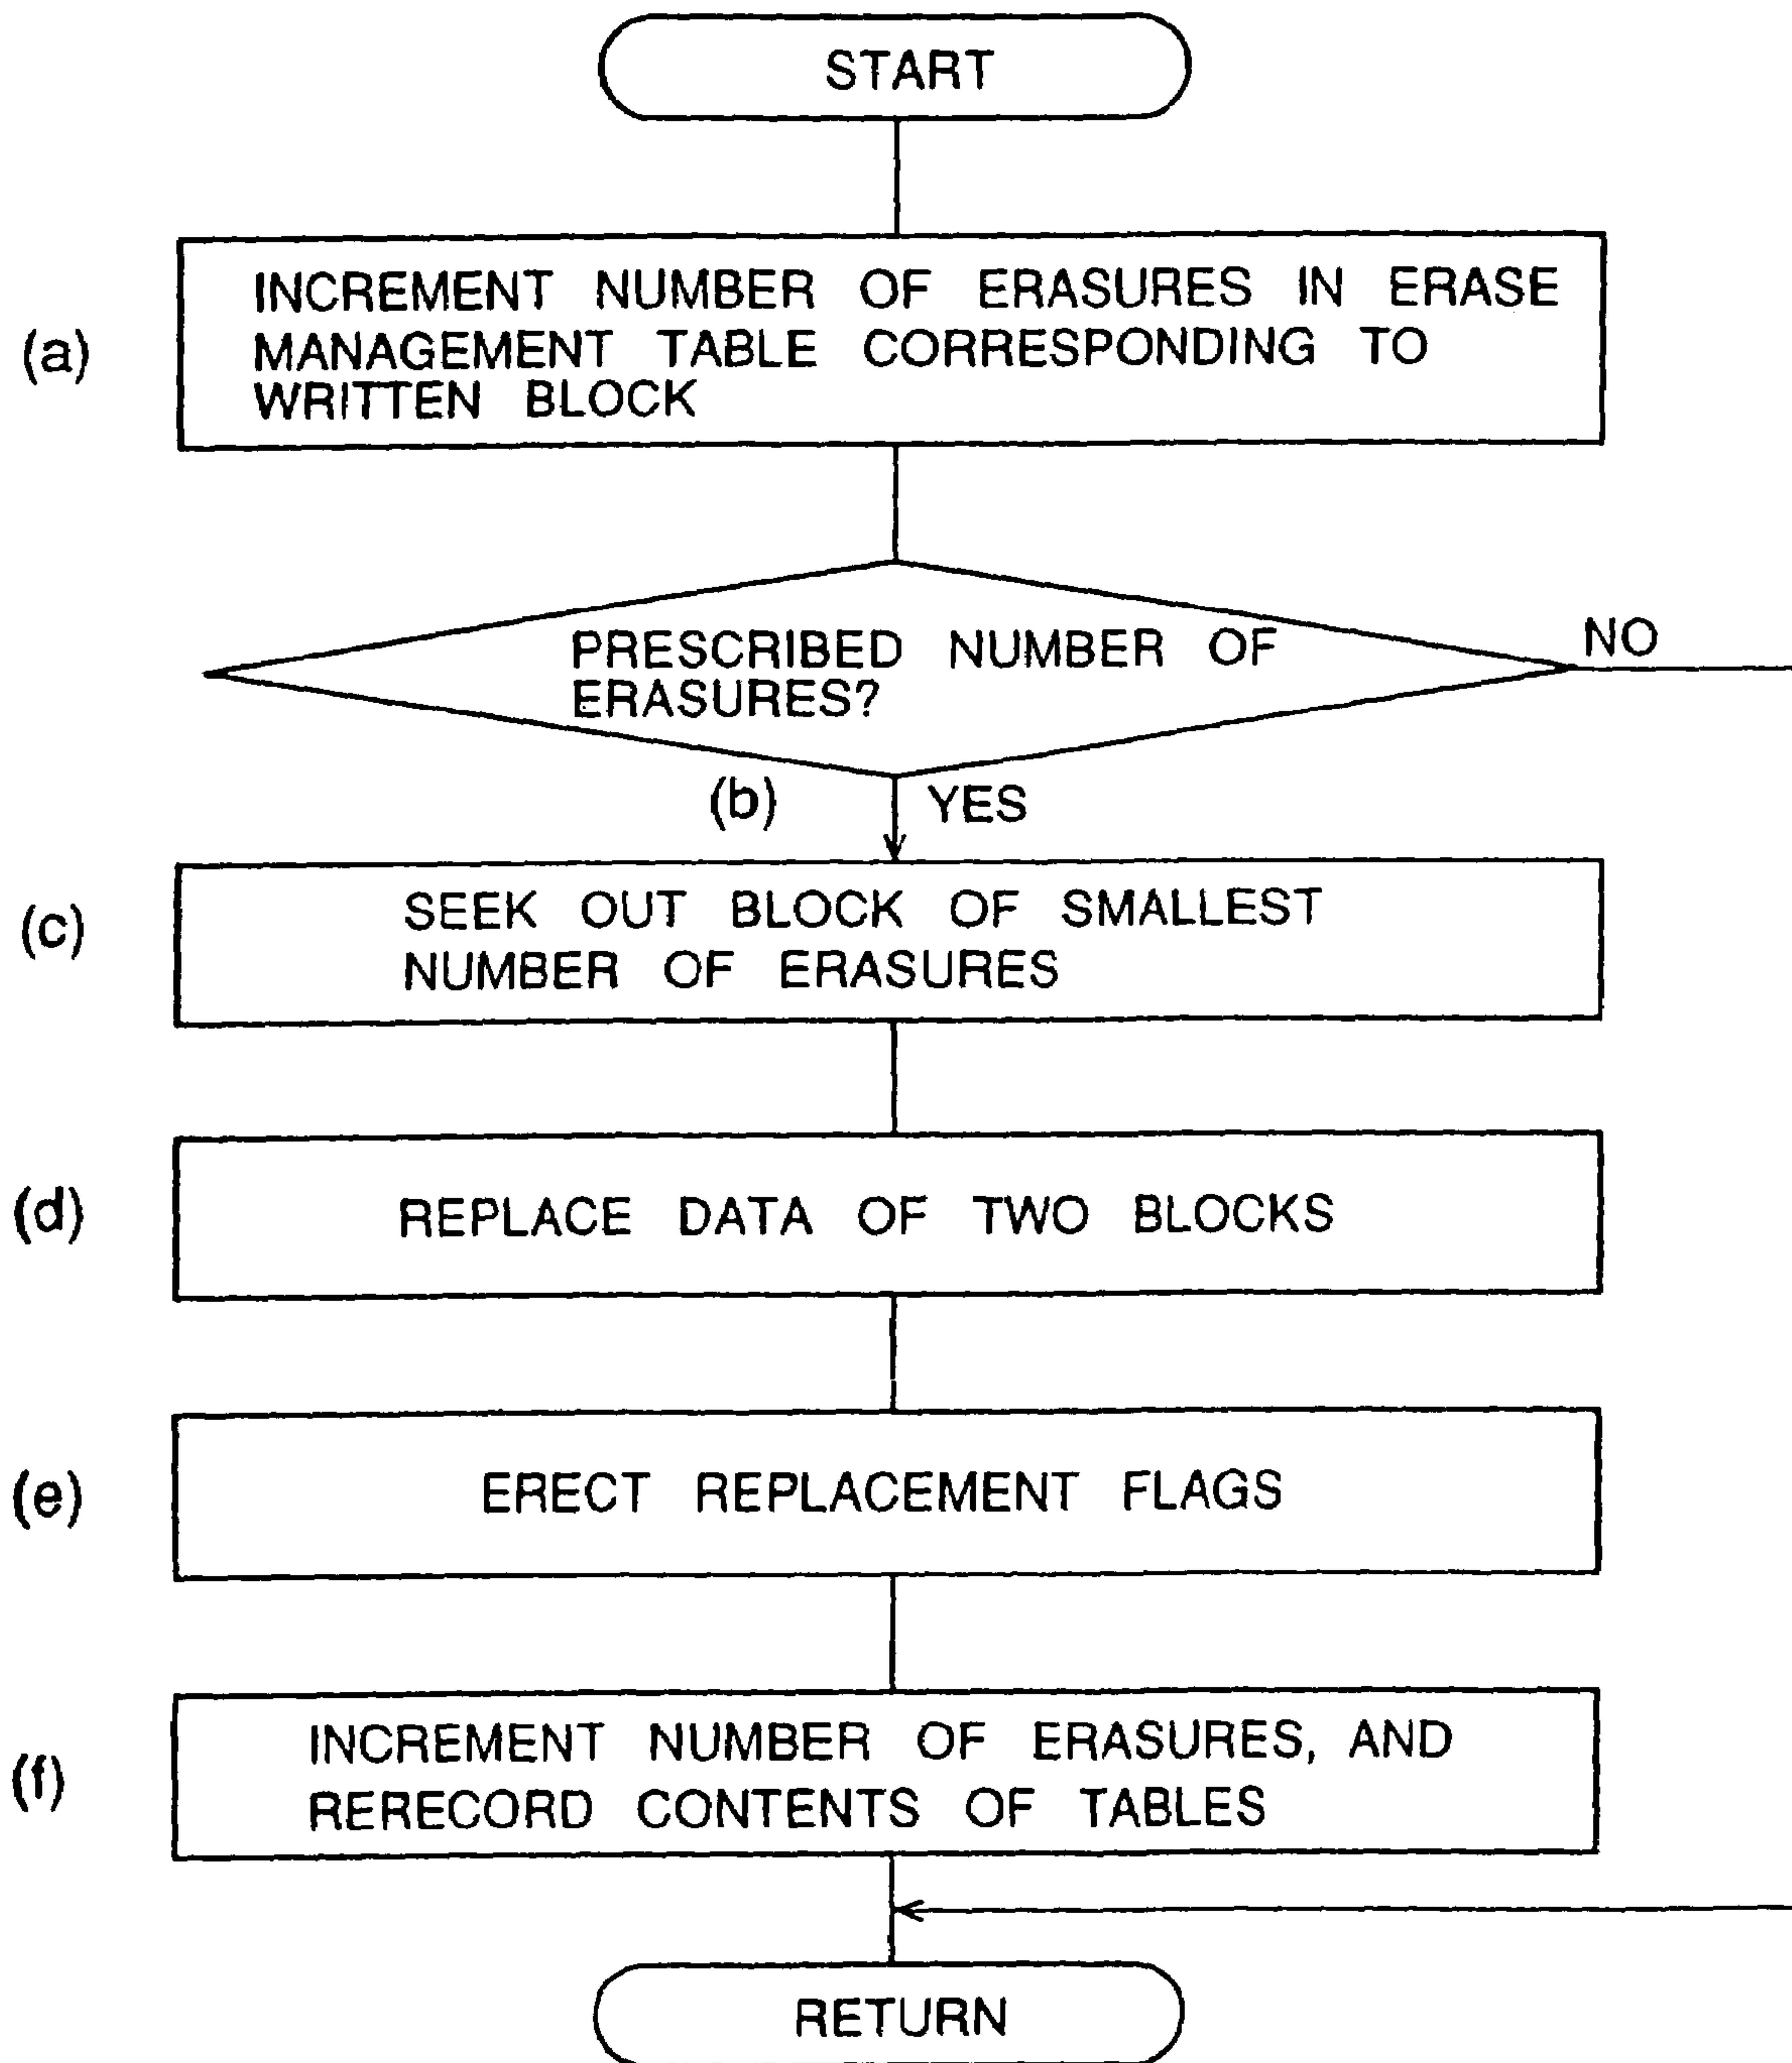 START
(a)
INCREMENT NUMBER OF ERASURES IN ERASE
MANAGEMENT TABLE CORRESPONDING TO
WRITTEN BLOCK
PRESCRIBED NUMBER OF
ERASURES?
NO
(b)
YES
(c)
SEEK OUT BLOCK OF SMALLEST
NUMBER OF ERASURES
(d)
REPLACE DATA OF TWO BLOCKS
(e)
ERECT REPLACEMENT FLAGS
(f)
INCREMENT NUMBER OF ERASURES, AND
RERECORD CONTENTS OF TABLES
RETURN